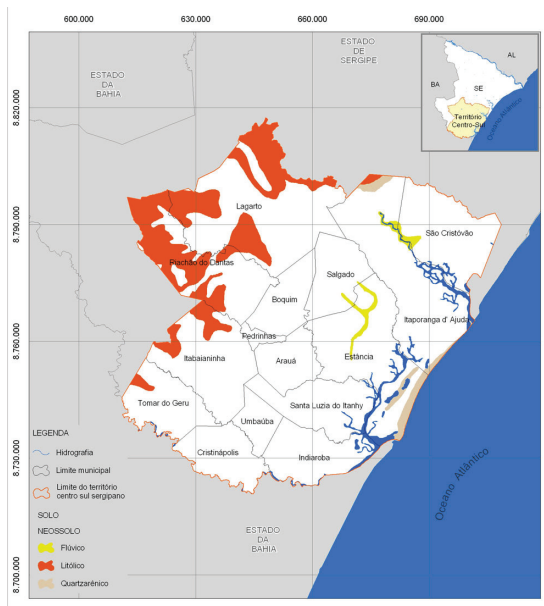 600.000
630.000
660.000
690.000
ESTADO
DE
SERGIPE
AL
BA
SE
Território
Centro-Sul
Oceano Atlântico
ESTADO
DA
BAHIA
8.820.000
Lagarto
8.790.000
São Cristóvão
Riachão do Dantas
Salgado
Boquim
Itaporanga d' Ajuda
Pedrinhas
8.760.000
Itabaianinha
Arauá
Estância
Tomar do Geru
Santa Luzia do Itanhy
Umbaúba
Cristinápolis
Indiaroba
8.730.000
Oceano Atlântico
ESTADO
DA
BAHIA
8.700.000
LEGENDA
Hidrografia
Limite municipal
Limite do território
centro sul sergipano
SOLO
NEOSSOLO
Flúvico
Litólico
Quartzarênico